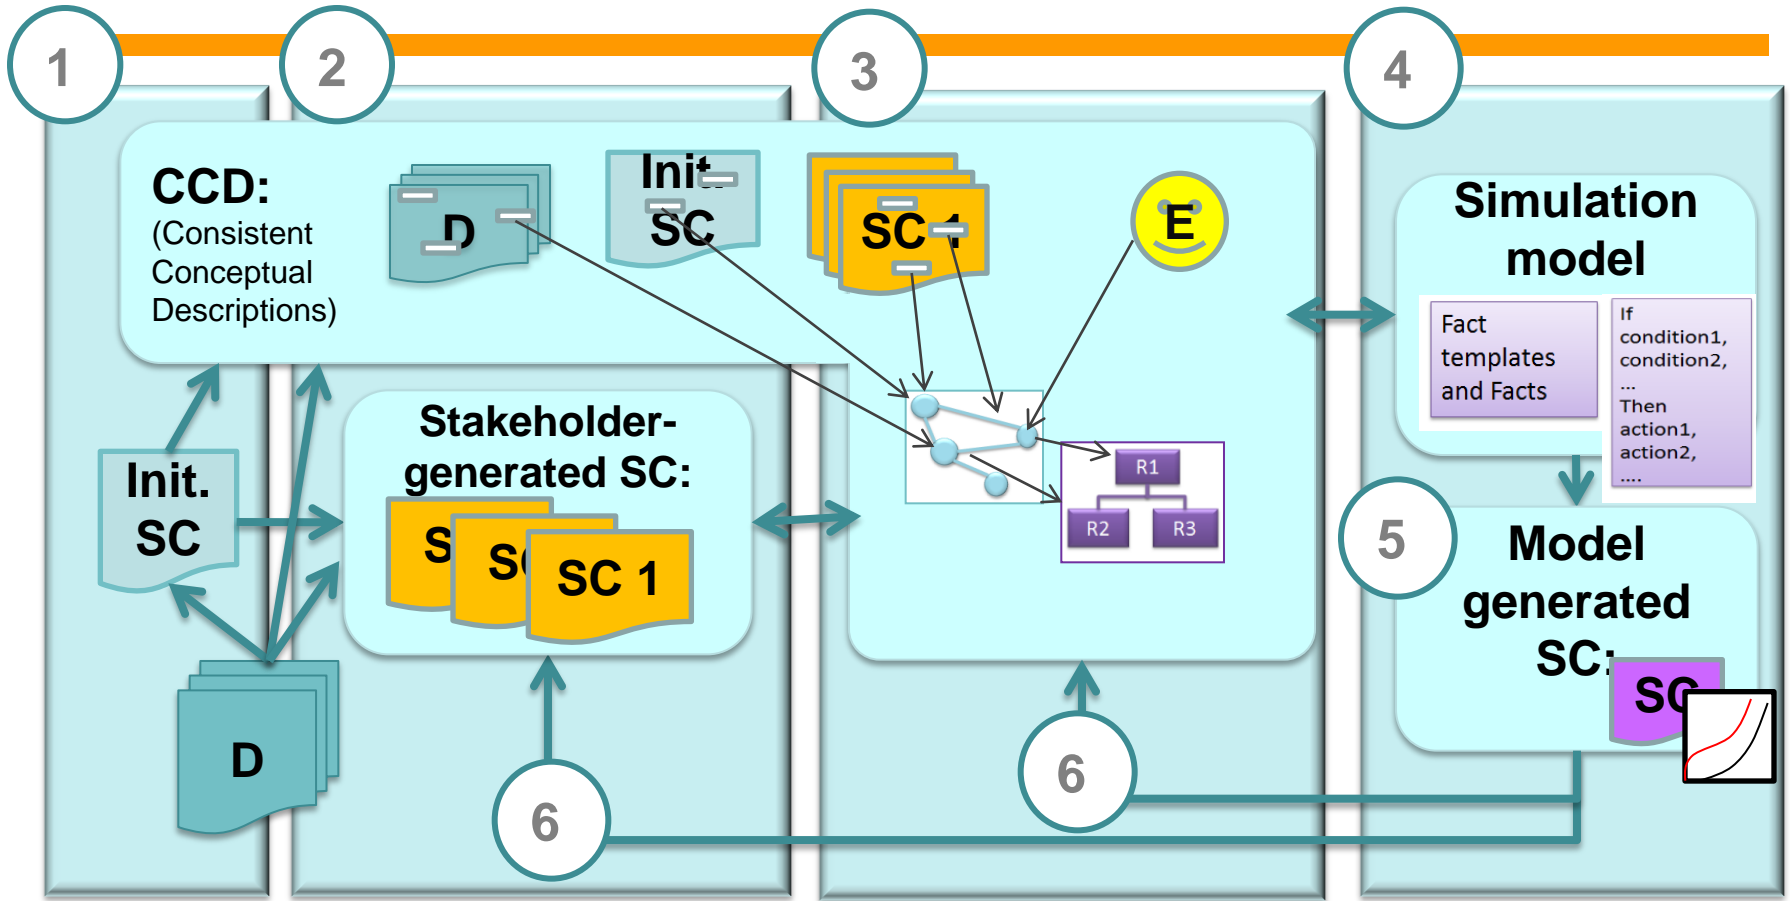 1
2
3
4
CCD:
(Consistent
Conceptual
Descriptions)
D
Init.
SC
SC 1
E
Simulation
model
Fact
templates
and Facts
If
condition1,
condition2,
...
Then
action1,
action2,
....
Init.
SC
Stakeholder-
generated SC:
S
SC
SC 1
R1
R2
R3
5
Model
generated
SC:
SC
D
6
6